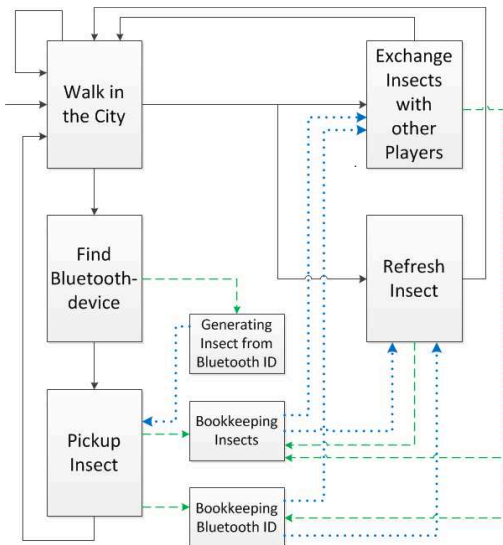 Walk in
the City
Exchange
Insects
with
other
Players
Find
Bluetooth-
device
Refresh
Insect
Generating
Insect from
Bluetooth ID
Pickup
Insect
Bookkeeping
Insects
Bookkeeping
Bluetooth ID